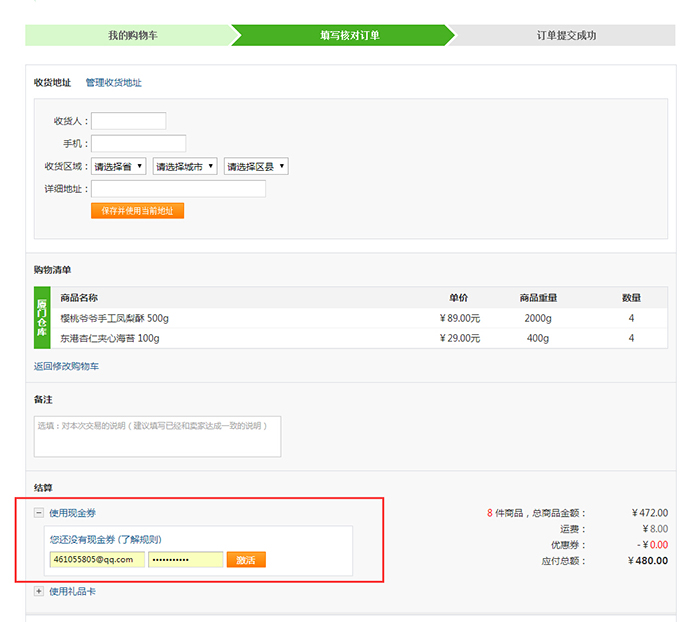 我的购物车 填写核对订单 订单提交成功
收货地址 管理收货地址
收货人：
手机：
收货区域： 请选择省 请选择城市 请选择区县
详细地址：
保存并使用当前地址
购物清单
厦门仓库
商品名称 单价 商品重量 数量
樱桃爷爷手工凤梨酥 500g ￥89.00元 2000g 4
东港杏仁夹心海苔 100g ￥29.00元 400g 4
返回修改购物车
备注
选填：对本次交易的说明（建议填写已经和卖家达成一致的说明）
结算
使用现金券
您还没有现金券 (了解规则)
461055805@qq.com ••••••••••• 激活
使用礼品卡
8 件商品，总商品金额： ￥472.00
运费： ￥8.00
优惠券： -￥0.00
应付总额： ￥480.00